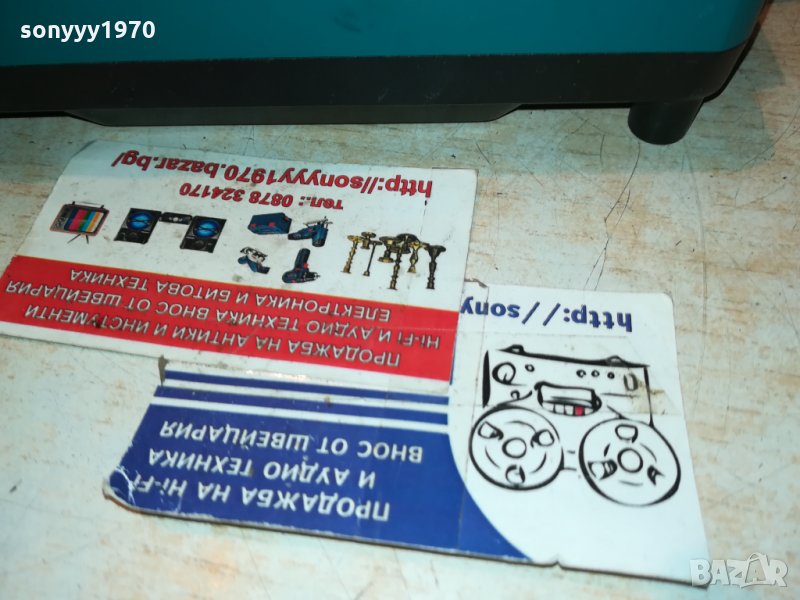 sonyyy1970
ПРОДАЖБА НА АНТИКИ И ИНСТУМЕНТИ
Hi-Fi И АУДИО ТЕХНИКА ВНОС ОТ ШВЕЙЦАРИЯ
ЕЛЕКТРОНИКА И БИТОВА ТЕХНИКА
тел.: 0878 324170
http://sonyyy1970.bazar.bg/
ПРОДАЖБА НА Hi-Fi
И АУДИО ТЕХНИКА
ВНОС ОТ ШВЕЙЦАРИЯ
http://sony
BAZAR